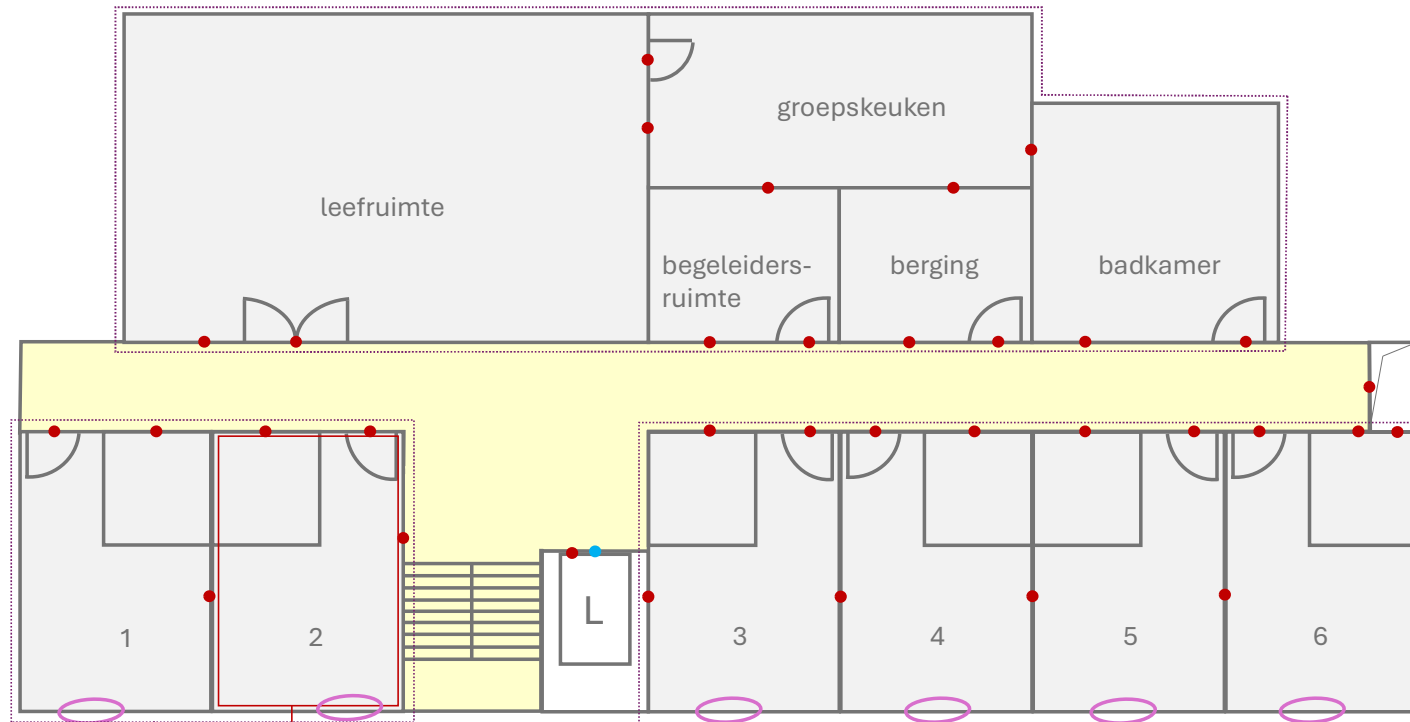 groepskeuken
leefruimte
begeleiders-
ruimte
berging
badkamer
L
1
2
3
4
5
6